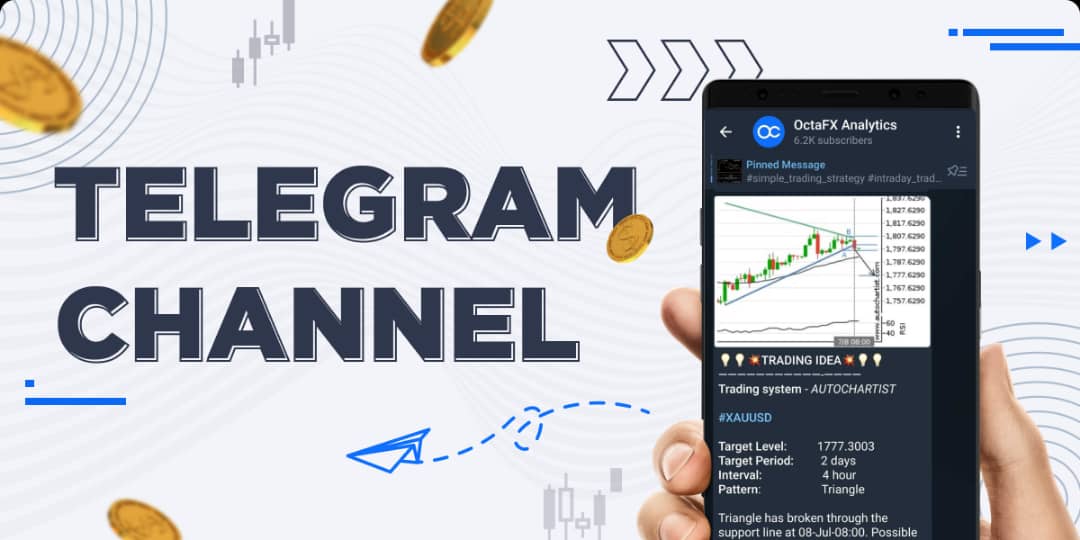 TELEGRAM
CHANNEL
OctaFX Analytics
6.2K subscribers
Pinned Message
#simple_trading_strategy #intraday_trad...
1,837.6290
1,827.6290
1,817.6290
1,807.6290
1,797.6290
1,787.6290
1,777.6290
1,767.6290
1,757.6290
B
A
www.autochartist.com
60
40
RSI
7/8 08:00
💡💡💥TRADING IDEA💥💡💡
Trading system - AUTOCHARTIST
#XAUUSD
Target Level: 1777.3003
Target Period: 2 days
Interval: 4 hour
Pattern: Triangle
Triangle has broken through the
support line at 08-Jul-08:00. Possible